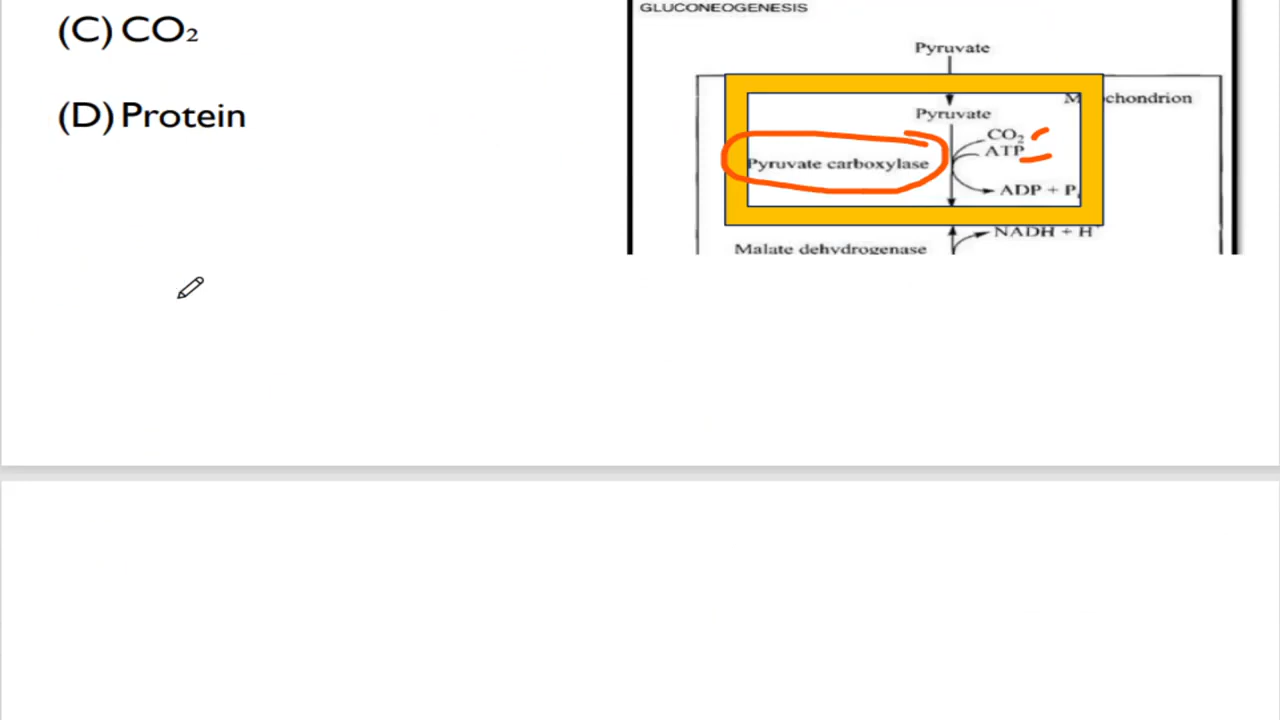 (C) CO₂
(D) Protein
GLUCONEOGENESIS
Pyruvate
chondrion
Pyruvate
CO₂
ATP
Pyruvate carboxylase
ADP + P
NADH + H⁺
Malate dehydrogenase